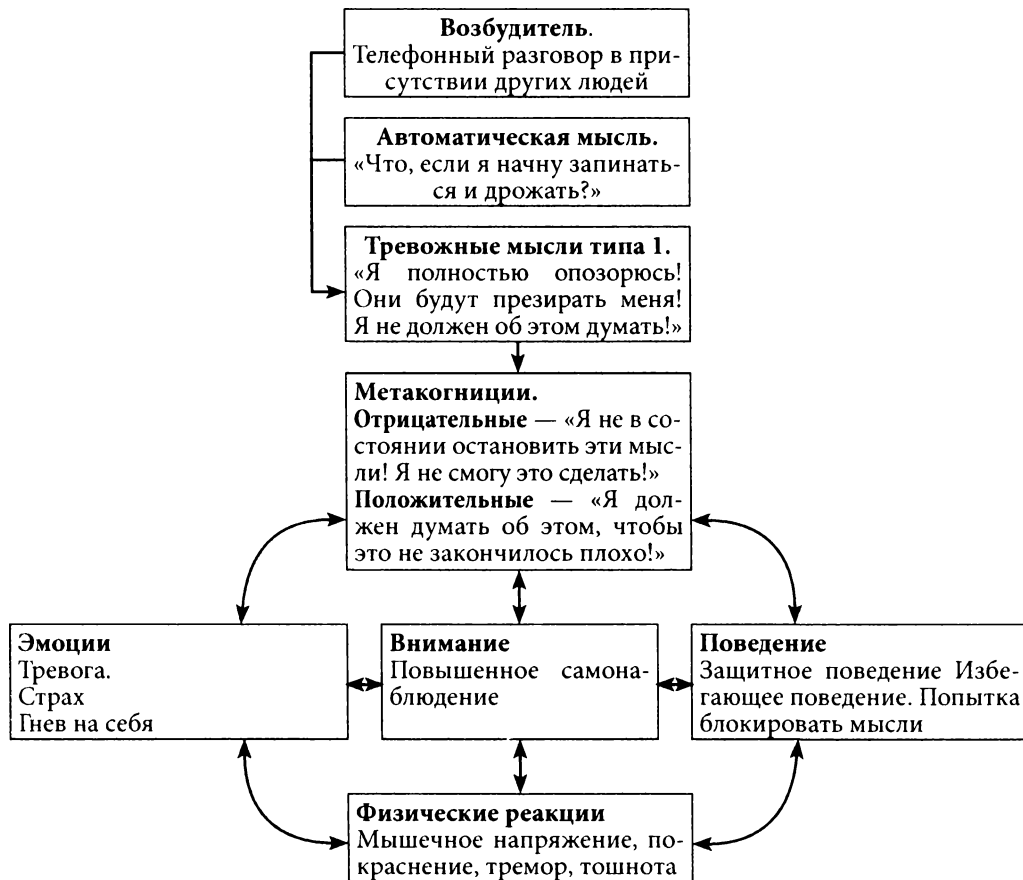 Возбудитель.
Телефонный разговор в при-
сутствии других людей
Автоматическая мысль.
«Что, если я начну запинать-
ся и дрожать?»
Тревожные мысли типа 1.
«Я полностью опозорюсь!
Они будут презирать меня!
Я не должен об этом думать!»
Метакогниции.
Отрицательные — «Я не в со-
стоянии остановить эти мыс-
ли! Я не смогу это сделать!»
Положительные — «Я дол-
жен думать об этом, чтобы
это не закончилось плохо!»
Эмоции
Тревога.
Страх
Гнев на себя
Внимание
Повышенное самона-
блюдение
Поведение
Защитное поведение Избе-
гающее поведение. Попытка
блокировать мысли
Физические реакции
Мышечное напряжение, по-
краснение, тремор, тошнота